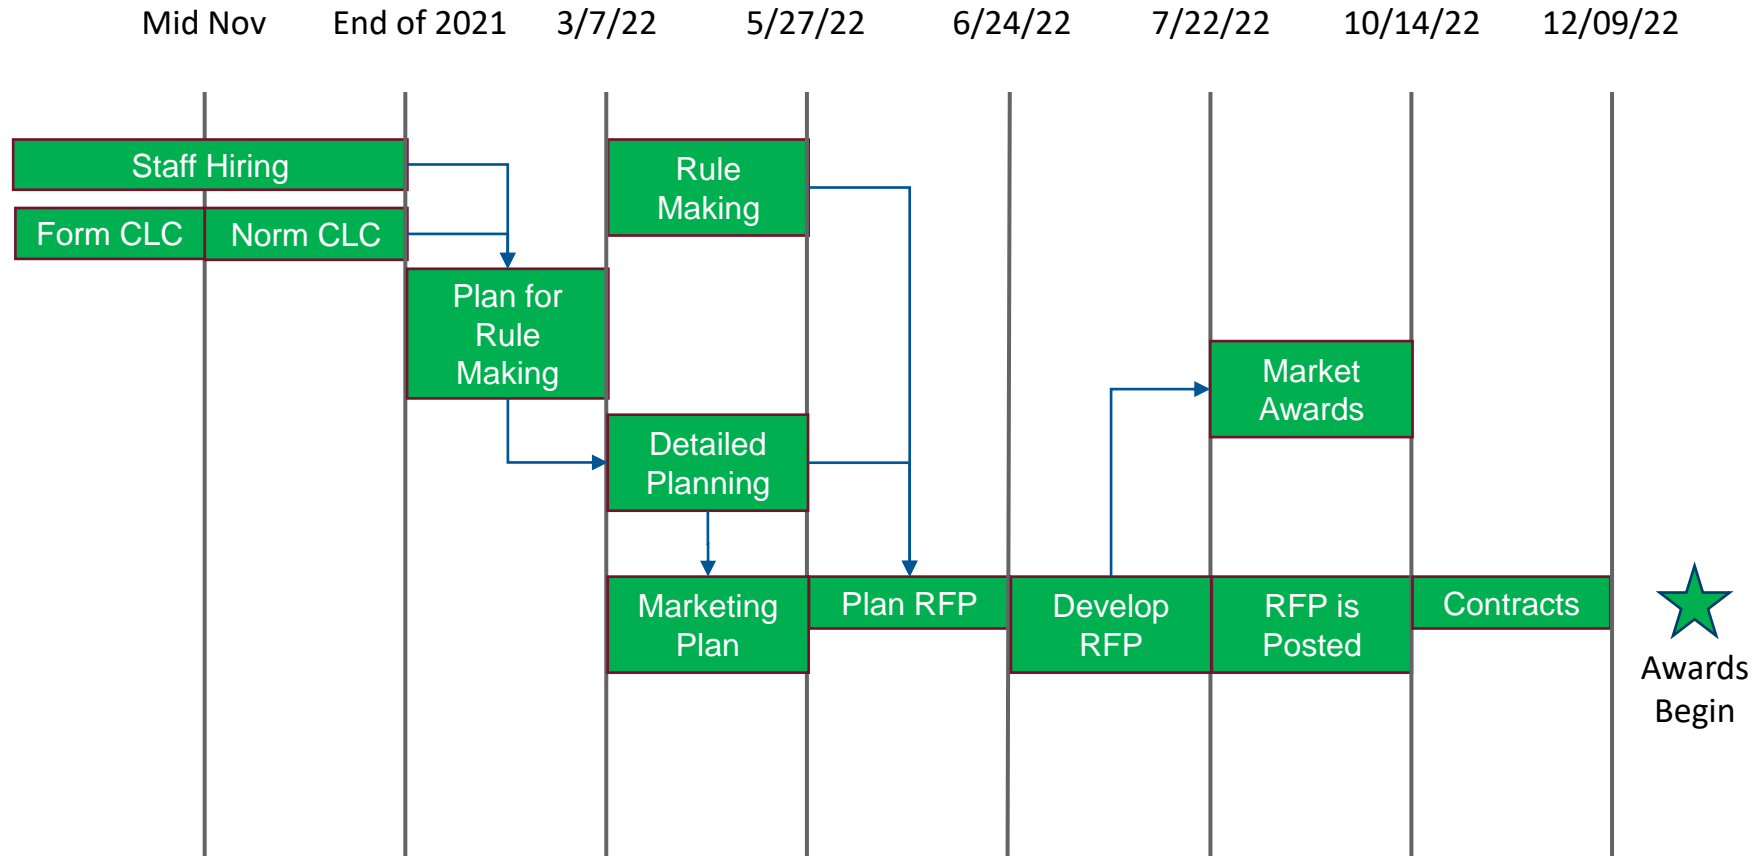 Mid Nov
End of 2021
3/7/22
5/27/22
6/24/22
7/22/22
10/14/22
12/09/22
Staff Hiring
Form CLC
Norm CLC
Plan for
Rule
Making
Rule
Making
Detailed
Planning
Marketing
Plan
Plan RFP
Develop
RFP
Market
Awards
RFP is
Posted
Contracts
Awards
Begin